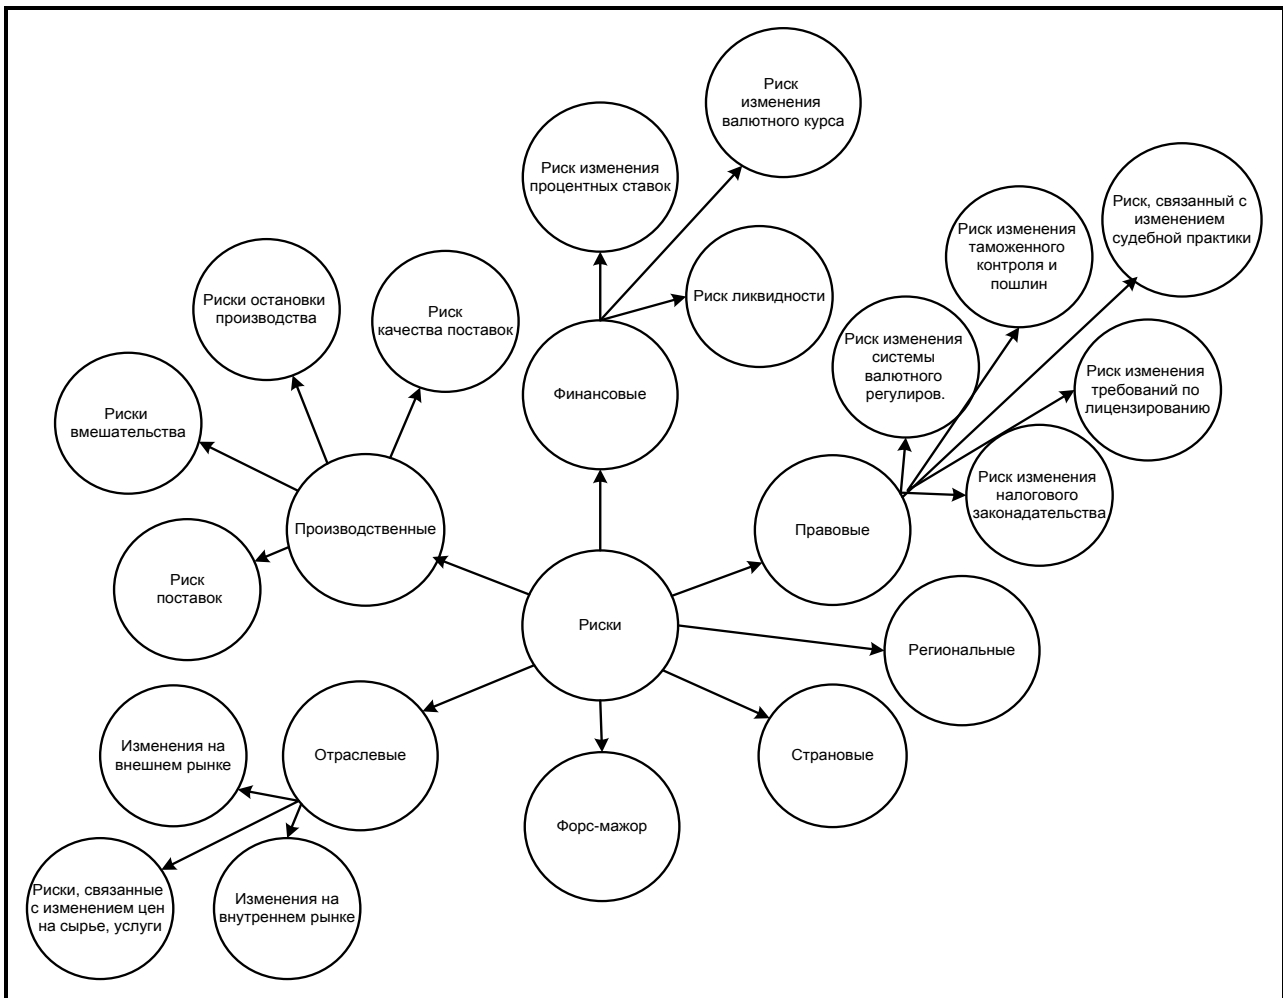 Риск
изменения
валютного курса
Риск изменения
процентных ставок
Риск, связанный с
изменением
судебной практики
Риск изменения
таможенного
контроля и
пошлин
Риски остановки
производства
Риск
качества поставок
Риск ликвидности
Риск изменения
системы
валютного
регулиров.
Риск изменения
требований по
лицензированию
Финансовые
Риски
вмешательства
Риск изменения
налогового
законадательства
Производственные
Правовые
Риск
поставок
Риски
Региональные
Изменения на
внешнем рынке
Отраслевые
Страновые
Форс-мажор
Риски, связанные
с изменением цен
на сырье, услуги
Изменения на
внутреннем рынке